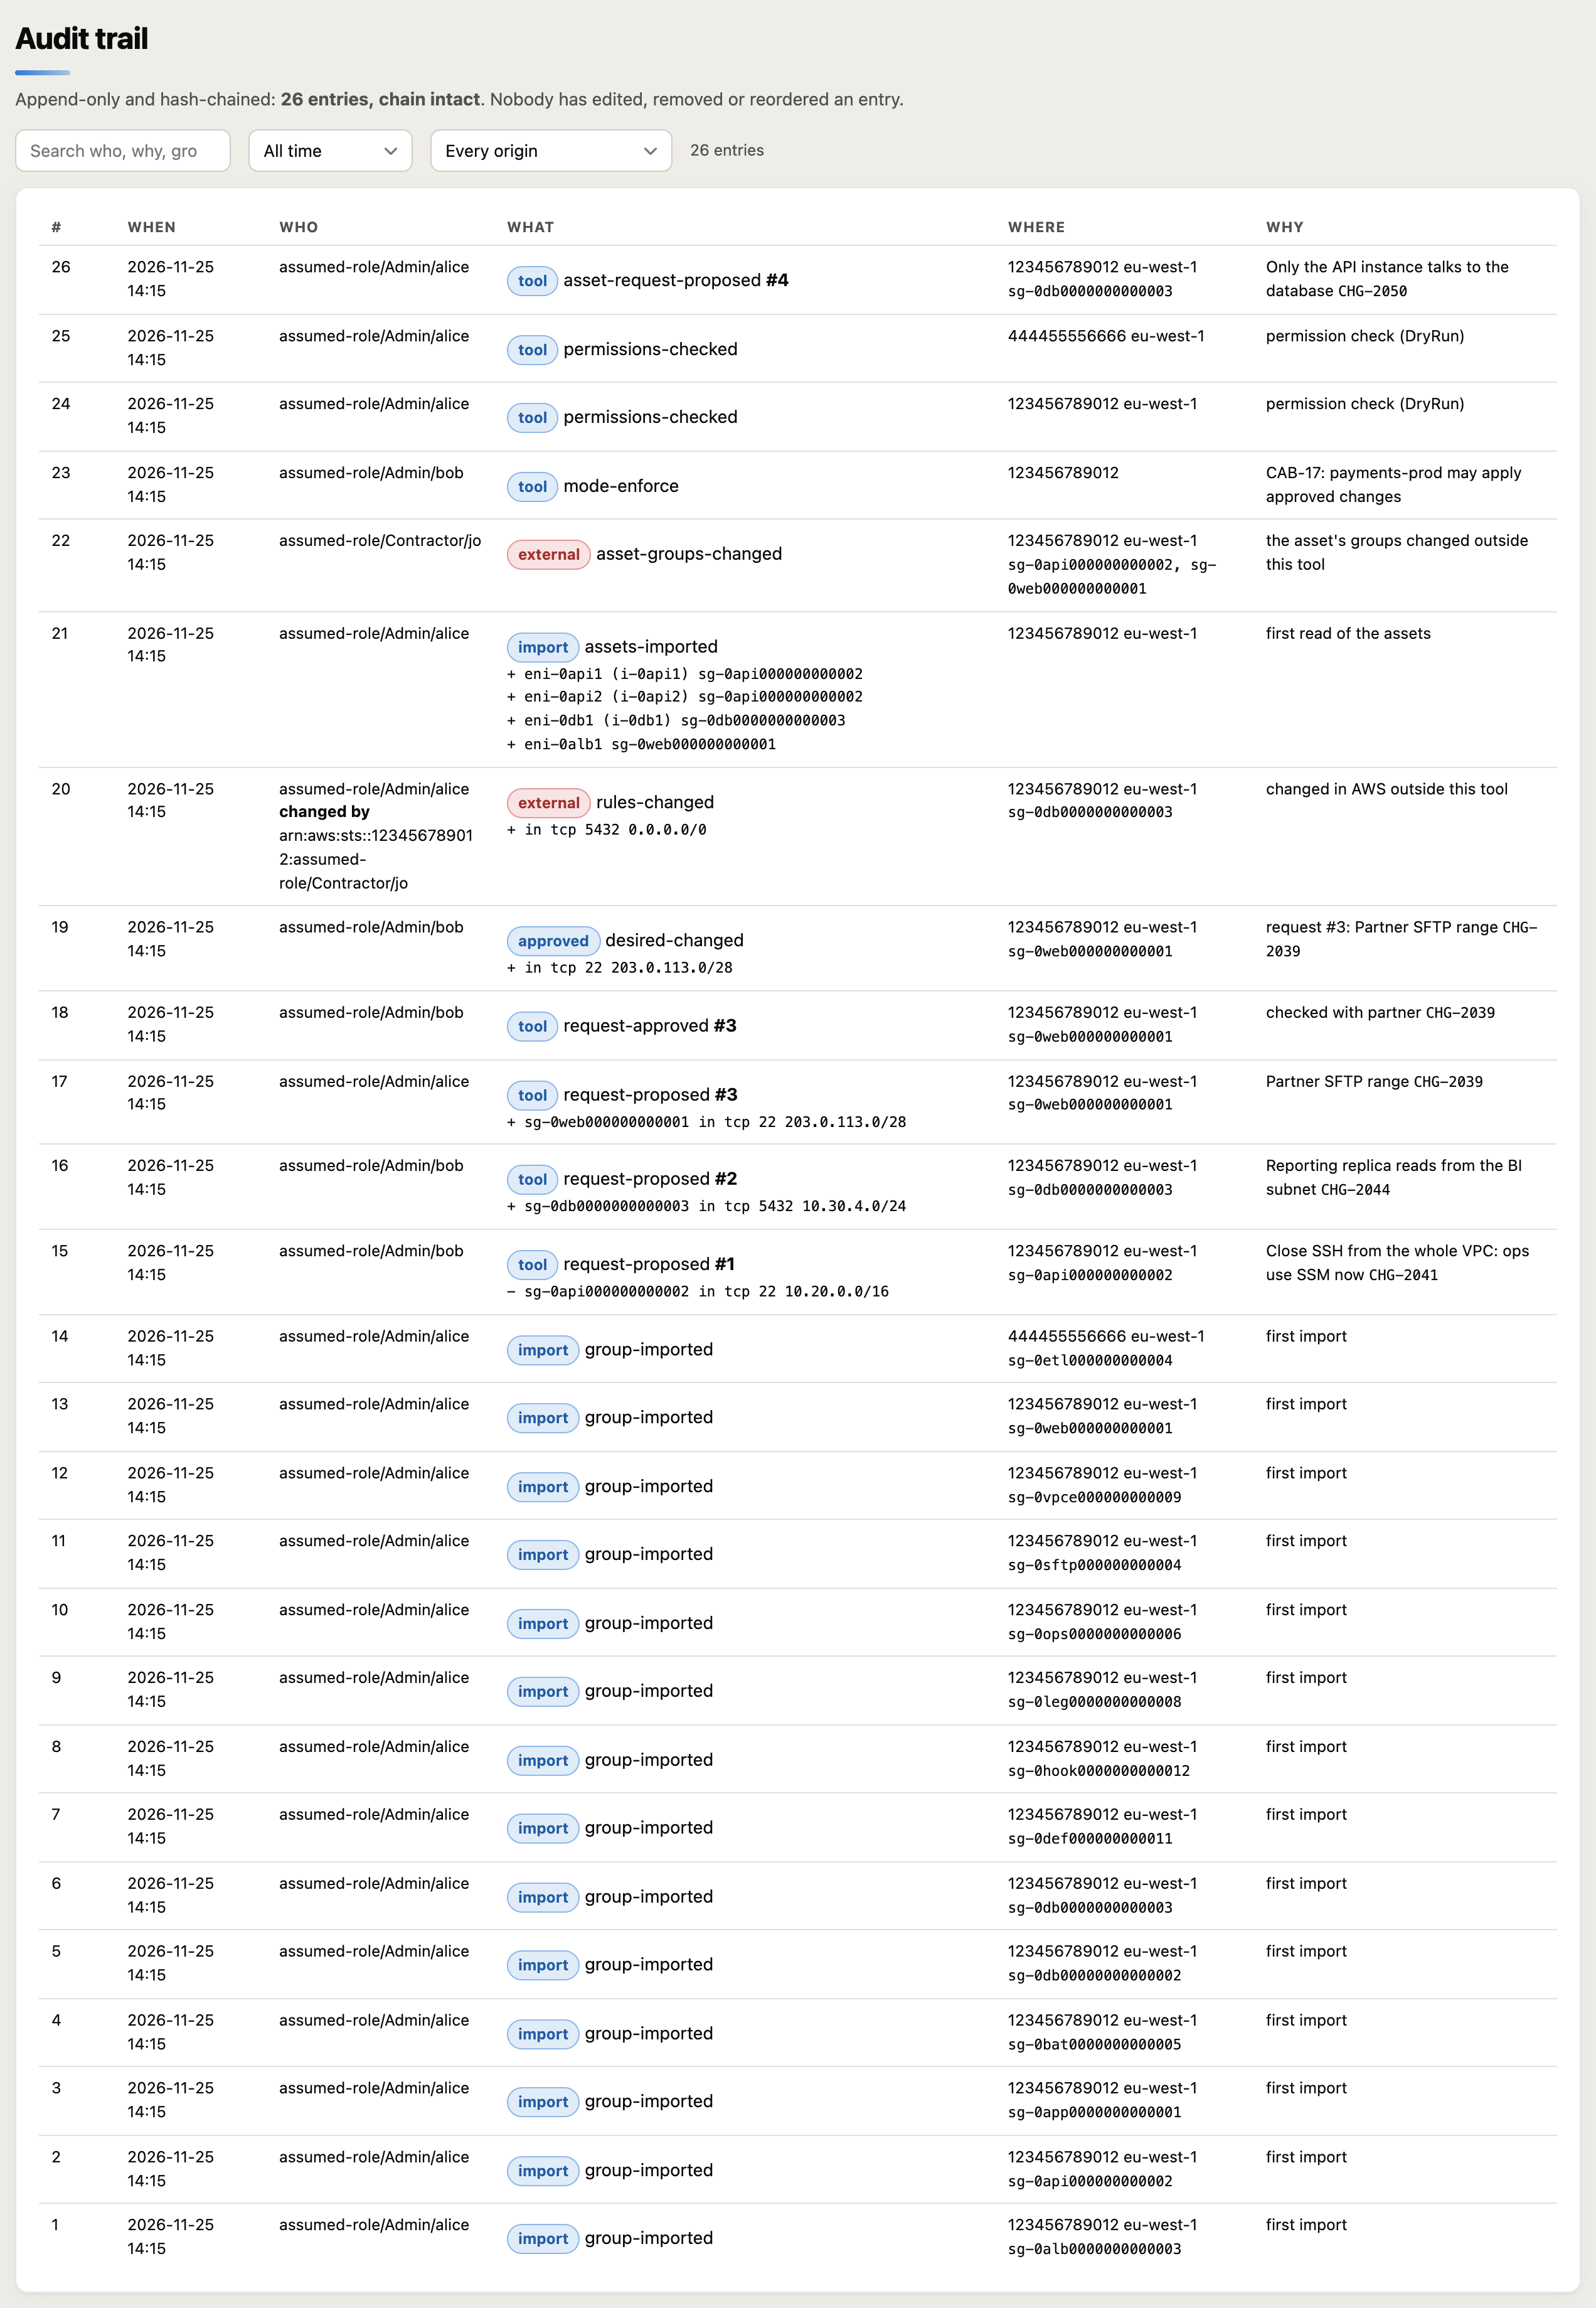 Audit trail
Append-only and hash-chained: 26 entries, chain intact. Nobody has edited, removed or reordered an entry.
Search who, why, gro
All time
Every origin
26 entries
# WHEN WHO WHAT WHERE WHY
26 2026-11-25 14:15 assumed-role/Admin/alice tool asset-request-proposed #4 123456789012 eu-west-1 sg-0db0000000000003 Only the API instance talks to the database CHG-2050
25 2026-11-25 14:15 assumed-role/Admin/alice tool permissions-checked 444455556666 eu-west-1 permission check (DryRun)
24 2026-11-25 14:15 assumed-role/Admin/alice tool permissions-checked 123456789012 eu-west-1 permission check (DryRun)
23 2026-11-25 14:15 assumed-role/Admin/bob tool mode-enforce 123456789012 CAB-17: payments-prod may apply approved changes
22 2026-11-25 14:15 assumed-role/Contractor/jo external asset-groups-changed 123456789012 eu-west-1 sg-0api000000000002, sg-0web000000000001 the asset's groups changed outside this tool
21 2026-11-25 14:15 assumed-role/Admin/alice import assets-imported
+ eni-0api1 (i-0api1) sg-0api000000000002
+ eni-0api2 (i-0api2) sg-0api000000000002
+ eni-0db1 (i-0db1) sg-0db0000000000003
+ eni-0alb1 sg-0web000000000001
123456789012 eu-west-1 first read of the assets
20 2026-11-25 14:15 assumed-role/Admin/alice changed by arn:aws:sts::123456789012:assumed-role/Contractor/jo external rules-changed
+ in tcp 5432 0.0.0.0/0
123456789012 eu-west-1 sg-0db0000000000003 changed in AWS outside this tool
19 2026-11-25 14:15 assumed-role/Admin/bob approved desired-changed
+ in tcp 22 203.0.113.0/28
123456789012 eu-west-1 sg-0web000000000001 request #3: Partner SFTP range CHG-2039
18 2026-11-25 14:15 assumed-role/Admin/bob tool request-approved #3 123456789012 eu-west-1 sg-0web000000000001 checked with partner CHG-2039
17 2026-11-25 14:15 assumed-role/Admin/alice tool request-proposed #3
+ sg-0web000000000001 in tcp 22 203.0.113.0/28
123456789012 eu-west-1 sg-0web000000000001 Partner SFTP range CHG-2039
16 2026-11-25 14:15 assumed-role/Admin/bob tool request-proposed #2
+ sg-0db0000000000003 in tcp 5432 10.30.4.0/24
123456789012 eu-west-1 sg-0db0000000000003 Reporting replica reads from the BI subnet CHG-2044
15 2026-11-25 14:15 assumed-role/Admin/bob tool request-proposed #1
− sg-0api000000000002 in tcp 22 10.20.0.0/16
123456789012 eu-west-1 sg-0api000000000002 Close SSH from the whole VPC: ops use SSM now CHG-2041
14 2026-11-25 14:15 assumed-role/Admin/alice import group-imported 444455556666 eu-west-1 sg-0etl000000000004 first import
13 2026-11-25 14:15 assumed-role/Admin/alice import group-imported 123456789012 eu-west-1 sg-0web000000000001 first import
12 2026-11-25 14:15 assumed-role/Admin/alice import group-imported 123456789012 eu-west-1 sg-0vpce000000000009 first import
11 2026-11-25 14:15 assumed-role/Admin/alice import group-imported 123456789012 eu-west-1 sg-0sftp000000000004 first import
10 2026-11-25 14:15 assumed-role/Admin/alice import group-imported 123456789012 eu-west-1 sg-0ops0000000000006 first import
9 2026-11-25 14:15 assumed-role/Admin/alice import group-imported 123456789012 eu-west-1 sg-0leg0000000000008 first import
8 2026-11-25 14:15 assumed-role/Admin/alice import group-imported 123456789012 eu-west-1 sg-0hook0000000000012 first import
7 2026-11-25 14:15 assumed-role/Admin/alice import group-imported 123456789012 eu-west-1 sg-0def000000000011 first import
6 2026-11-25 14:15 assumed-role/Admin/alice import group-imported 123456789012 eu-west-1 sg-0db0000000000003 first import
5 2026-11-25 14:15 assumed-role/Admin/alice import group-imported 123456789012 eu-west-1 sg-0db00000000000002 first import
4 2026-11-25 14:15 assumed-role/Admin/alice import group-imported 123456789012 eu-west-1 sg-0bat0000000000005 first import
3 2026-11-25 14:15 assumed-role/Admin/alice import group-imported 123456789012 eu-west-1 sg-0app0000000000001 first import
2 2026-11-25 14:15 assumed-role/Admin/alice import group-imported 123456789012 eu-west-1 sg-0api000000000002 first import
1 2026-11-25 14:15 assumed-role/Admin/alice import group-imported 123456789012 eu-west-1 sg-0alb0000000000003 first import